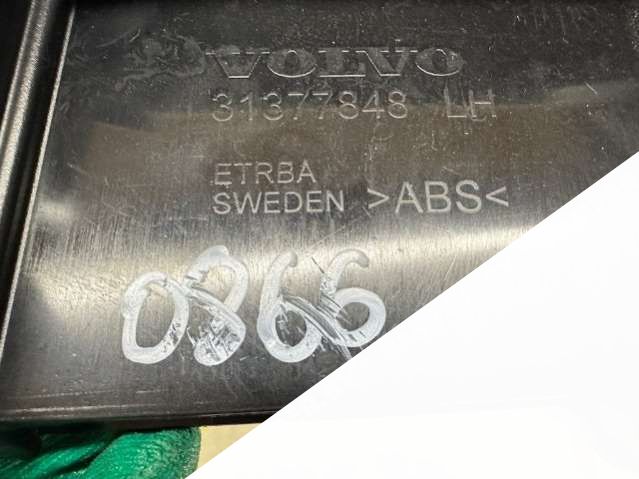 VOLVO
31377848 LH
ETRBA
SWEDEN >ABS<
0866